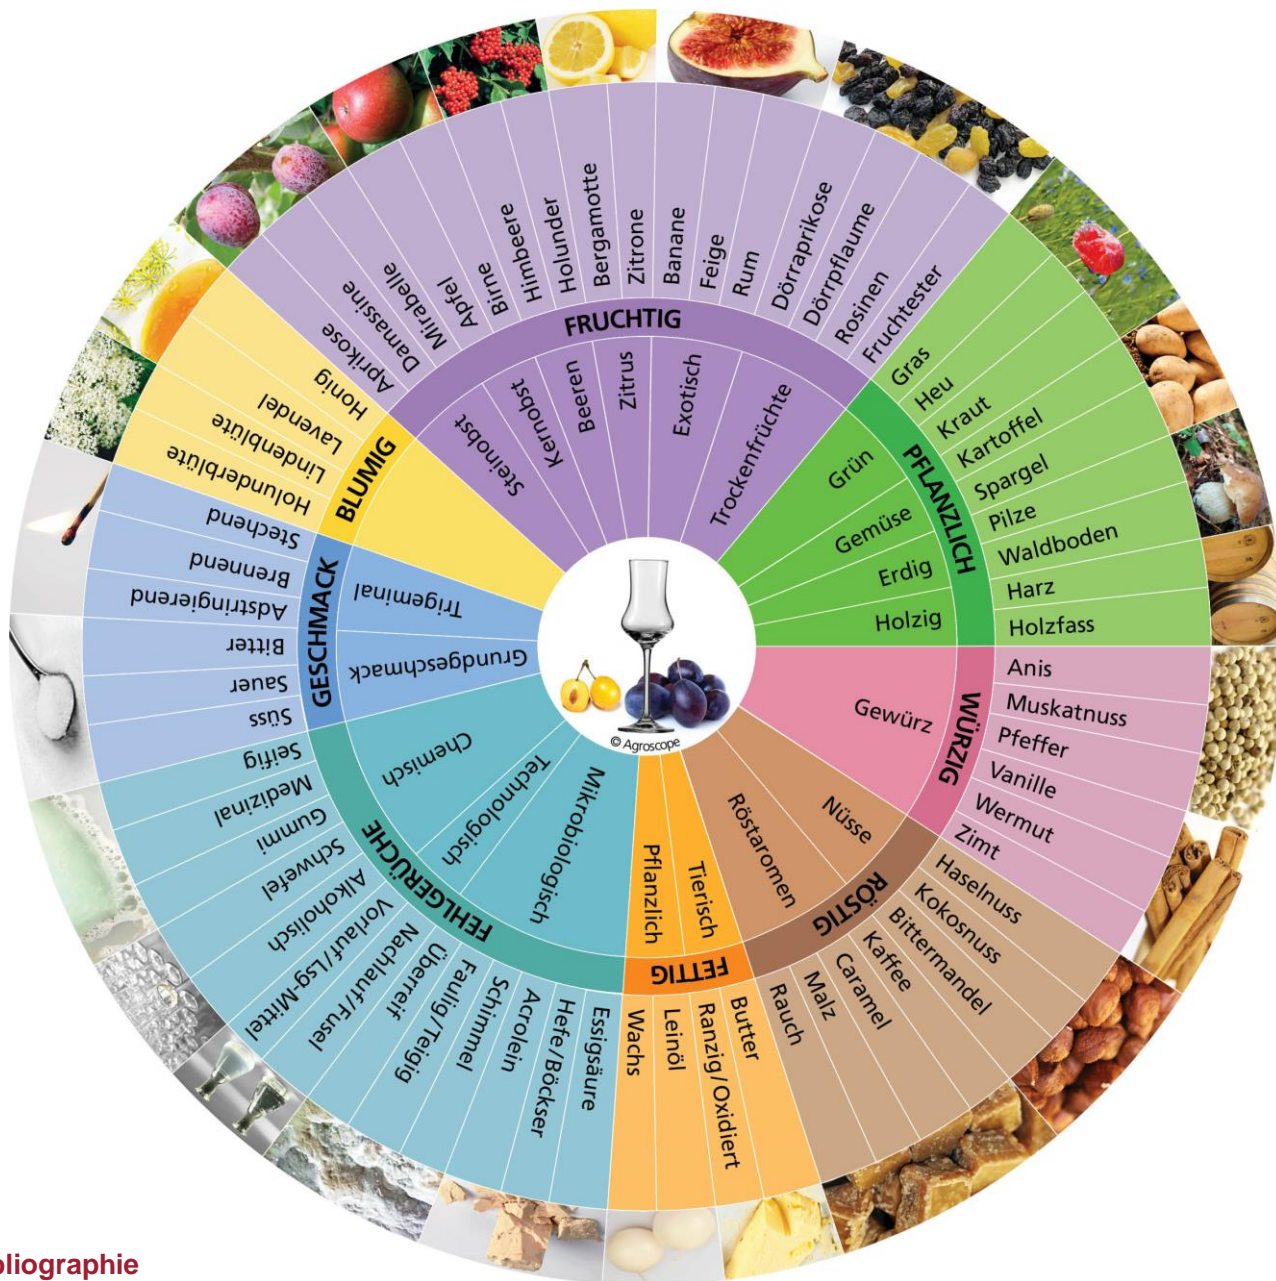 FRUCHTIG
Steinobst
Kernobst
Beeren
Zitrus
Exotisch
Trockenfrüchte
Aprikose
Damassine
Mirabelle
Apfel
Birne
Himbeere
Holunder
Bergamotte
Zitrone
Banane
Feige
Rum
Dörraprikose
Dörrpflaume
Rosinen
Fruchtester
PFLANZLICH
Grün
Gemüse
Erdig
Holzig
Gras
Heu
Kraut
Kartoffel
Spargel
Pilze
Waldboden
Harz
Holzfass
WÜRZIG
Gewürz
Anis
Muskatnuss
Pfeffer
Vanille
Wermut
Zimt
RÖSTIG
Nüsse
Röstaromen
Haselnuss
Kokosnuss
Bittermandel
Kaffee
Caramel
Malz
Rauch
FETTIG
Tierisch
Pflanzlich
Butter
Ranzig/Oxidiert
Leinöl
Wachs
FEHLGERÜCHE
Mikrobiologisch
Technologisch
Chemisch
Essigsäure
Hefe/Böckser
Acrolein
Schimmel
Faulig/Teigig
Überreif
Nachlauf/Fusel
Vorlauf/Lsg-Mittel
Alkoholisch
Schwefel
Gummi
Medizinal
Seifig
GESCHMACK
Grundgeschmack
Trigeminal
Süss
Sauer
Bitter
Adstringierend
Brennend
Stechend
BLUMIG
Holunderblüte
Lindenblüte
Lavendel
Honig
© Agroscope
bliographie